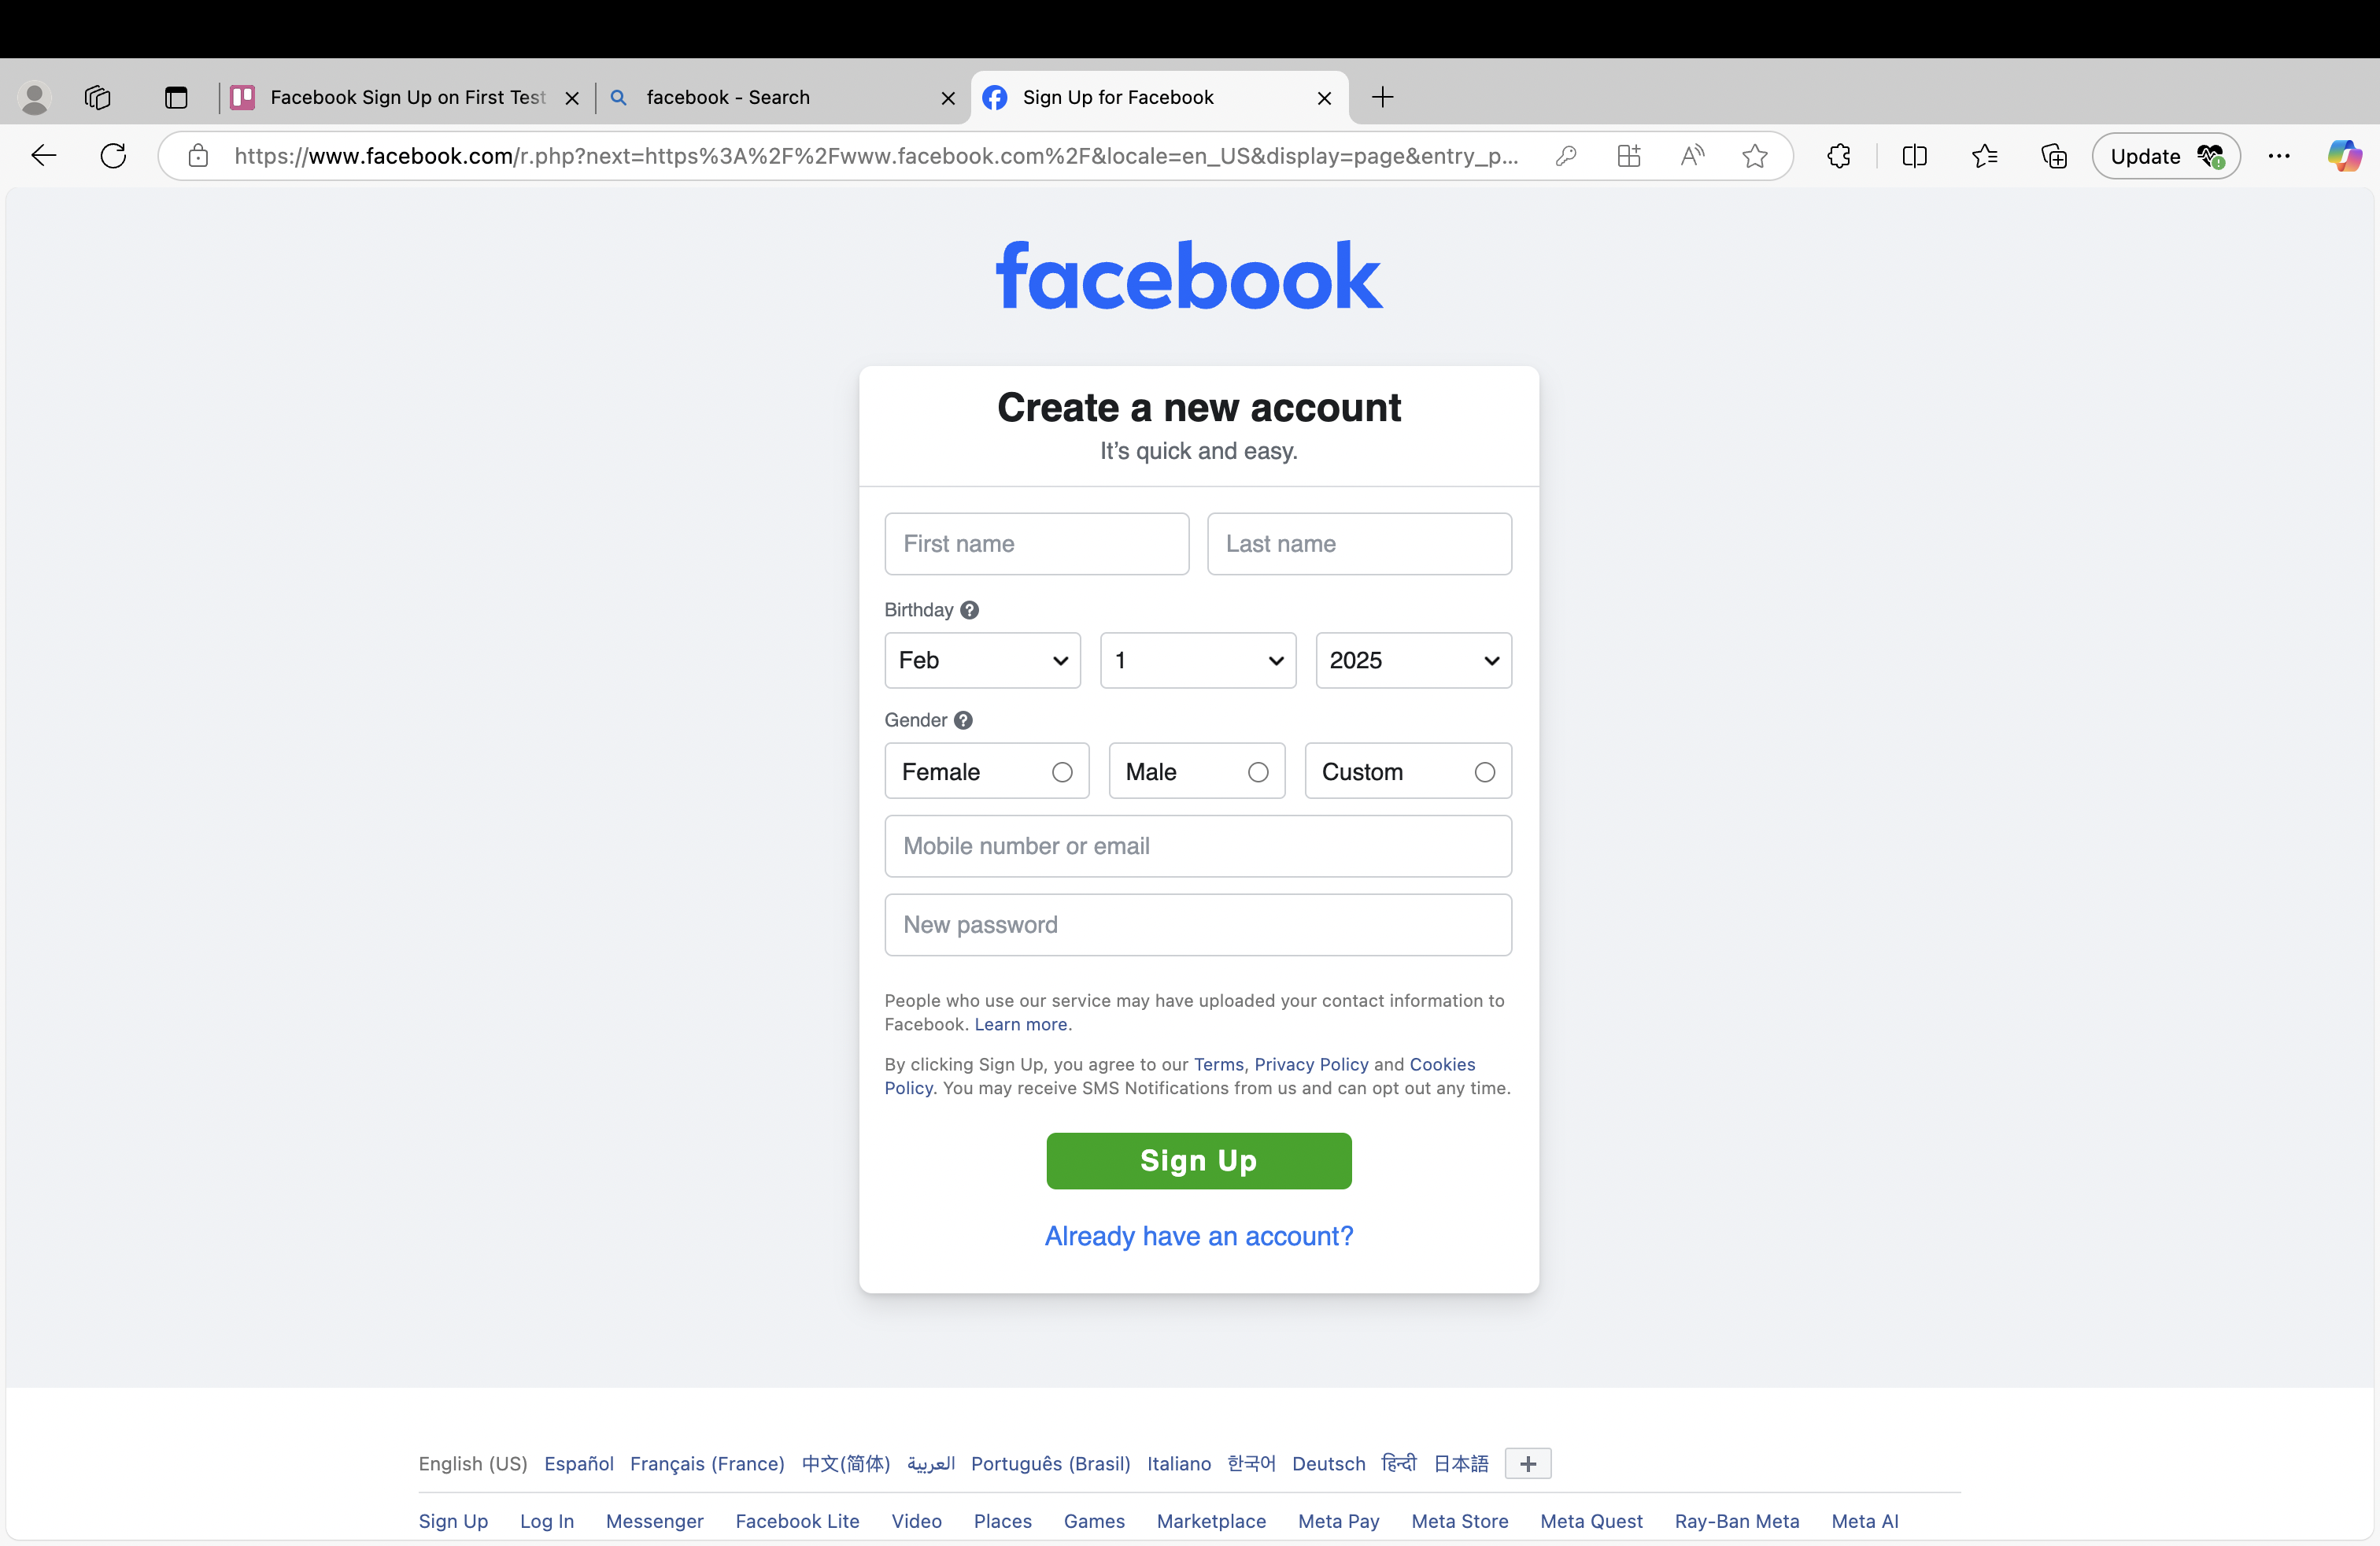 Facebook Sign Up on First Test
facebook - Search
Sign Up for Facebook
https://www.facebook.com/r.php?next=https%3A%2F%2Fwww.facebook.com%2F&locale=en_US&display=page&entry_p...
Update
facebook
Create a new account
It’s quick and easy.
First name Last name
Birthday
Feb 1 2025
Gender
Female Male Custom
Mobile number or email
New password
People who use our service may have uploaded your contact information to
Facebook. Learn more.
By clicking Sign Up, you agree to our Terms, Privacy Policy and Cookies
Policy. You may receive SMS Notifications from us and can opt out any time.
Sign Up
Already have an account?
English (US) Español Français (France) 中文(简体) العربية Português (Brasil) Italiano 한국어 Deutsch हिन्दी 日本語
Sign Up Log In Messenger Facebook Lite Video Places Games Marketplace Meta Pay Meta Store Meta Quest Ray-Ban Meta Meta AI